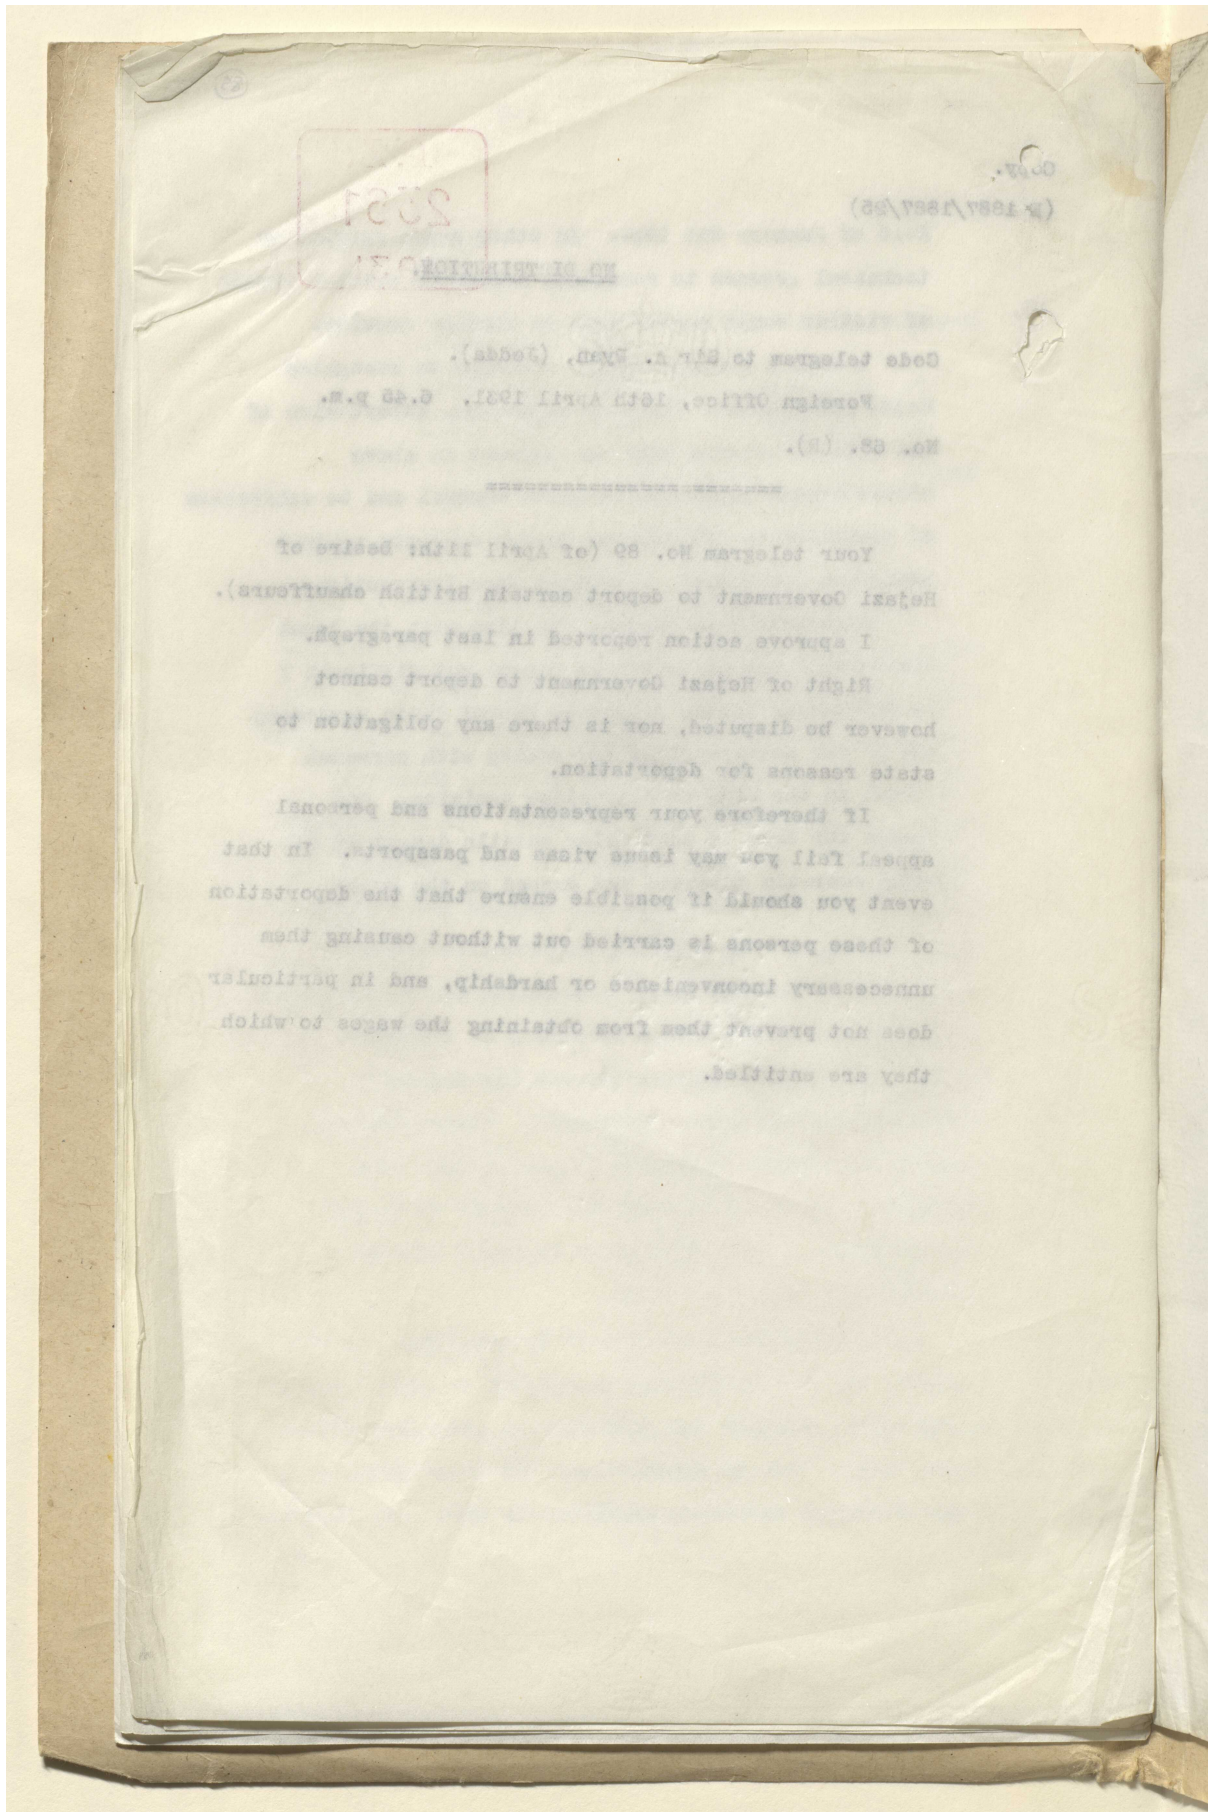 Copy.
(E 1887/1887/25)
NO DISTRIBUTION.
Code telegram to Sir A. Ryan, (Jedda).
Foreign Office, 16th April 1931. 6.45 p.m.
No. 68. (R).
Your telegram No. 89 (of April 11th: Desire of
Hejazi Government to deport certain British chauffeurs).
I approve action reported in last paragraph.
Right of Hejazi Government to deport cannot
however be disputed, nor is there any obligation to
state reasons for deportation.
If therefore your representations and personal
appeal fail you may issue visas and passports. In that
event you should if possible ensure that the deportation
of these persons is carried out without causing them
unnecessary inconvenience or hardship, and in particular
does not prevent them from obtaining the wages to which
they are entitled.